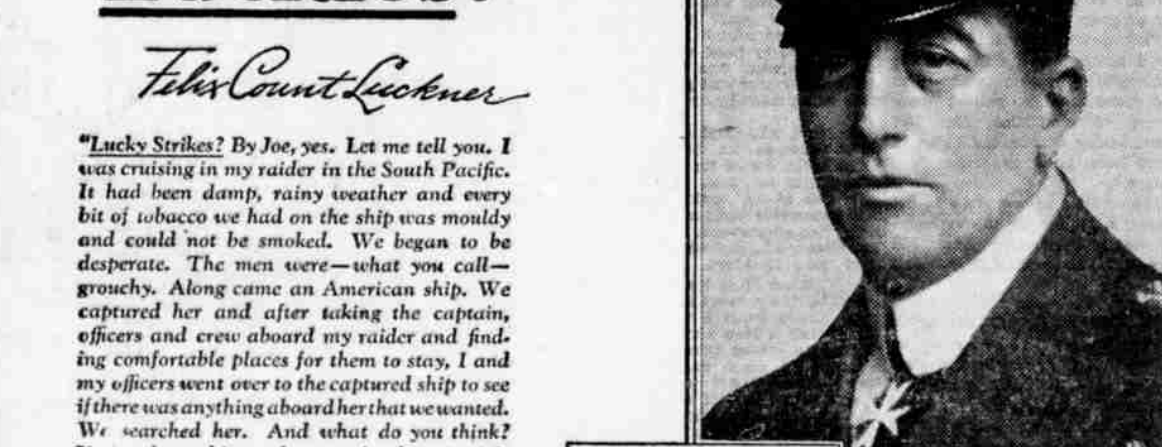 Felix Count Luckner
"Lucky Strikes? By Joe, yes. Let me tell you. I
was cruising in my raider in the South Pacific.
It had been damp, rainy weather and every
bit of tobacco we had on the ship was mouldy
and could not be smoked. We began to be
desperate. The men were—what you call—
grouchy. Along came an American ship. We
captured her and after taking the captain,
officers and crew aboard my raider and find-
ing comfortable places for them to stay, I and
my officers went over to the captured ship to see
if there was anything aboard her that we wanted.
We searched her. And what do you think?